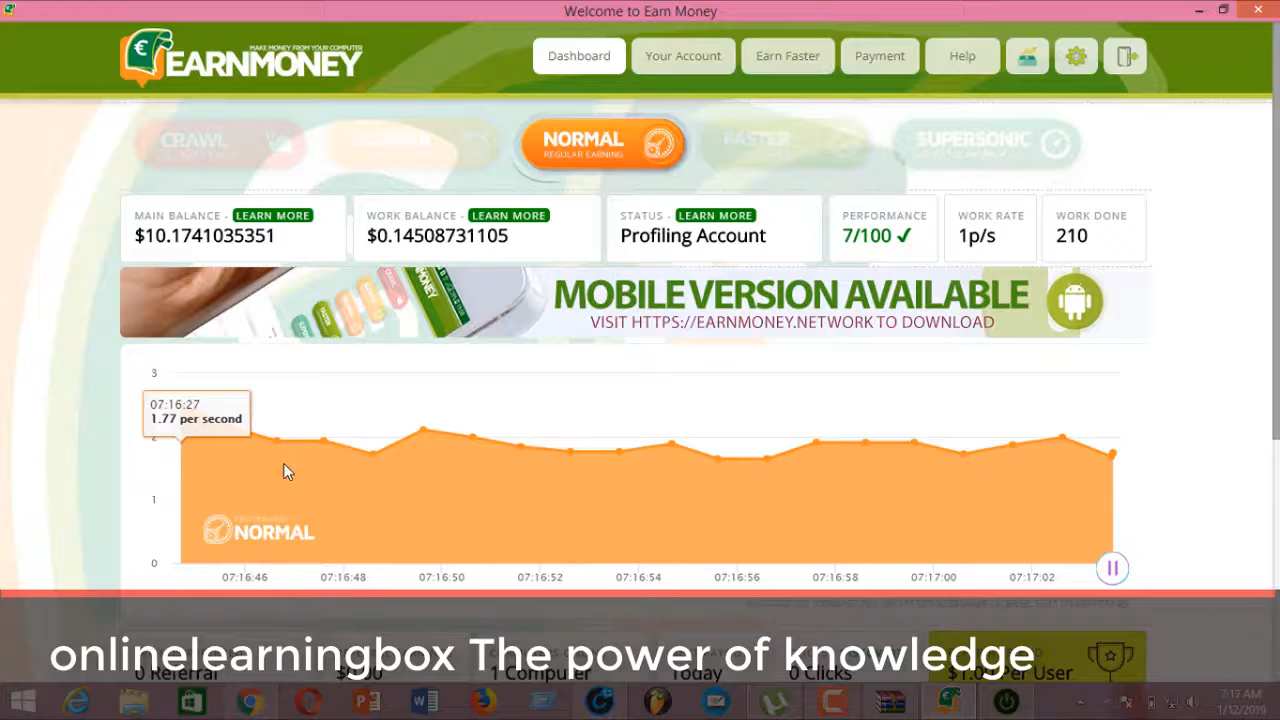 Welcome to Earn Money
MAKE MONEY FROM YOUR COMPUTER
EARNMONEY
Dashboard
Your Account
Earn Faster
Payment
Help
CRAWL
NORMAL
REGULAR EARNING
FASTER
SUPERSONIC
MAIN BALANCE - LEARN MORE
$10.1741035351
WORK BALANCE - LEARN MORE
$0.14508731105
STATUS - LEARN MORE
Profiling Account
PERFORMANCE
7/100 ✔
WORK RATE
1p/s
WORK DONE
210
MOBILE VERSION AVAILABLE
VISIT HTTPS://EARNMONEY.NETWORK TO DOWNLOAD
3
07:16:27
1.77 per second
1
NORMAL
0
07:16:46 07:16:48 07:16:50 07:16:52 07:16:54 07:16:56 07:16:58 07:17:00 07:17:02
onlinelearningbox The power of knowledge
0 Referral
1 Computer
Today
0 Clicks
Per User
7:17 AM
1/12/2019